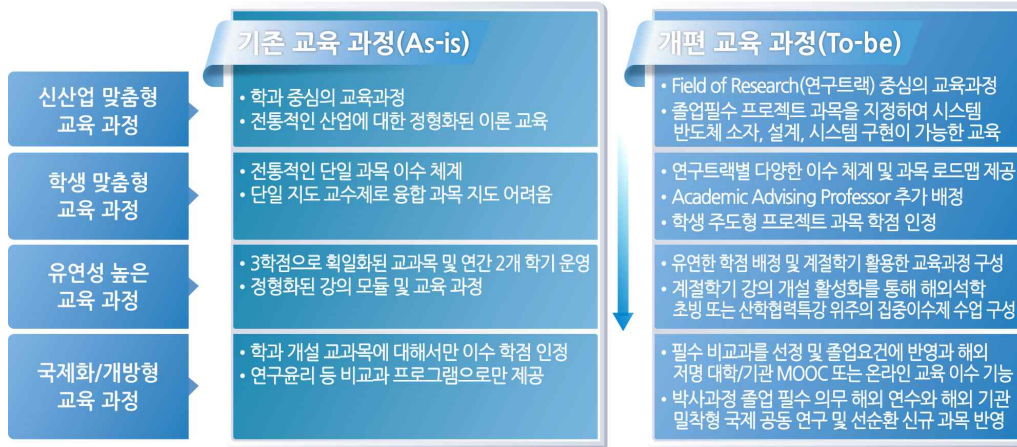 기존 교육 과정(As-is)
개편 교육 과정(To-be)
신산업 맞춤형
교육 과정
• 학과 중심의 교육과정
• 전통적인 산업에 대한 정형화된 이론 교육
• Field of Research(연구트랙) 중심의 교육과정
• 졸업필수 프로젝트 과목을 지정하여 시스템
반도체 소자, 설계, 시스템 구현이 가능한 교육
학생 맞춤형
교육 과정
• 전통적인 단일 과목 이수 체계
• 단일 지도 교수제로 융합 과목 지도 어려움
• 연구트랙별 다양한 이수 체계 및 과목 로드맵 제공
• Academic Advising Professor 추가 배정
• 학생 주도형 프로젝트 과목 학점 인정
유연성 높은
교육 과정
• 3학점으로 획일화된 교과목 및 연간 2개 학기 운영
• 정형화된 강의 모듈 및 교육 과정
• 유연한 학점 배정 및 계절학기 활용한 교육과정 구성
• 계절학기 강의 개설 활성화를 통해 해외석학
초빙 또는 산학협력특강 위주의 집중이수제 수업 구성
국제화/개방형
교육 과정
• 학과 개설 교과목에 대해서만 이수 학점 인정
• 연구윤리 등 비교과 프로그램으로만 제공
• 필수 비교과를 선정 및 졸업요건에 반영과 해외
저명 대학/기관 MOOC 또는 온라인 교육 이수 기능
• 박사과정 졸업 필수 의무 해외 연수와 해외 기관
밀착형 국제 공동 연구 및 선순환 신규 과목 반영